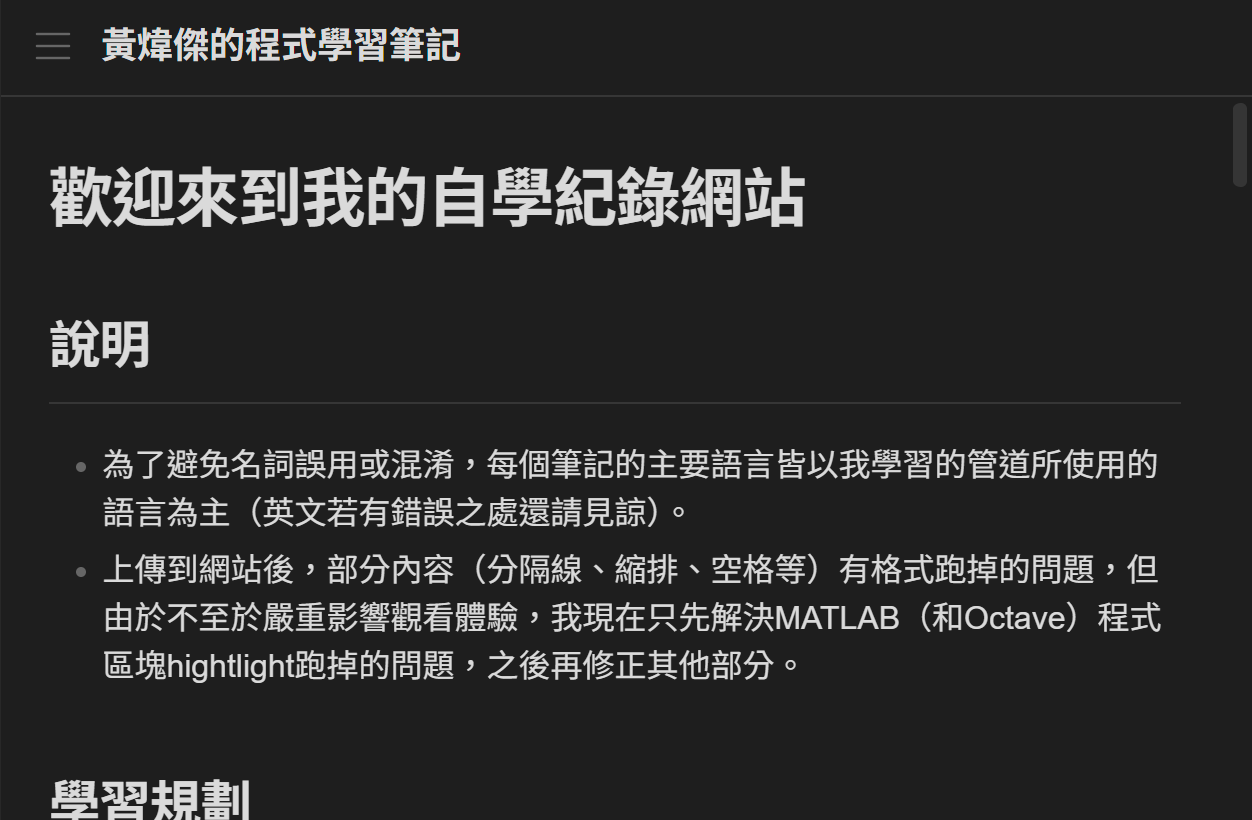 黃煒傑的程式學習筆記
歡迎來到我的自學紀錄網站
說明
為了避免名詞誤用或混淆，每個筆記的主要語言皆以我學習的管道所使用的
語言為主（英文若有錯誤之處還請見諒）。
上傳到網站後，部分內容（分隔線、縮排、空格等）有格式跑掉的問題，但
由於不至於嚴重影響觀看體驗，我現在只先解決MATLAB（和Octave）程式
區塊hightlight跑掉的問題，之後再修正其他部分。
學習規劃